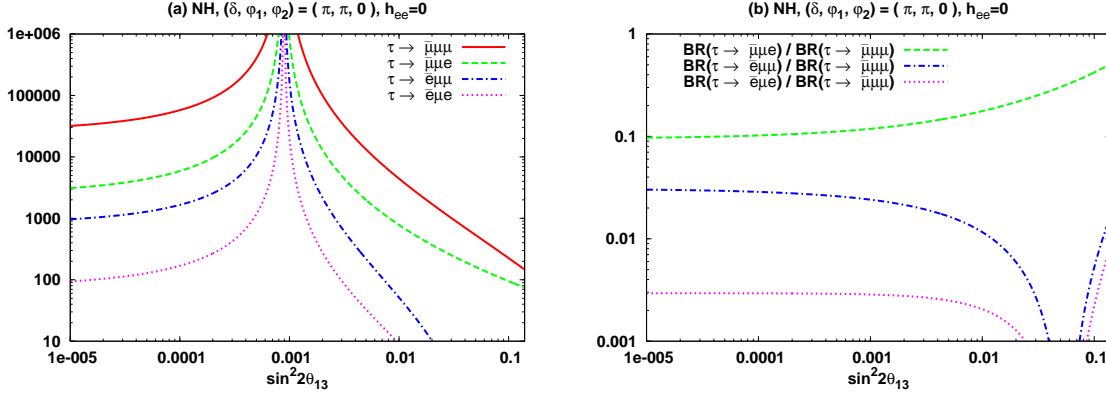 (a) NH, (δ, φ₁, φ₂) = ( π, π, 0 ), hₑₑ=0
1e+006
100000
10000
1000
100
10
τ → μ̄μμ
τ → μ̄μe
τ → ēμμ
τ → ēμe
1e-005
0.0001
0.001
0.01
0.1
sin²2θ₁₃
(b) NH, (δ, φ₁, φ₂) = ( π, π, 0 ), hₑₑ=0
1
0.1
0.01
0.001
BR(τ → μ̄μe) / BR(τ → μ̄μμ)
BR(τ → ēμμ) / BR(τ → μ̄μμ)
BR(τ → ēμe) / BR(τ → μ̄μμ)
1e-005
0.0001
0.001
0.01
0.1
sin²2θ₁₃